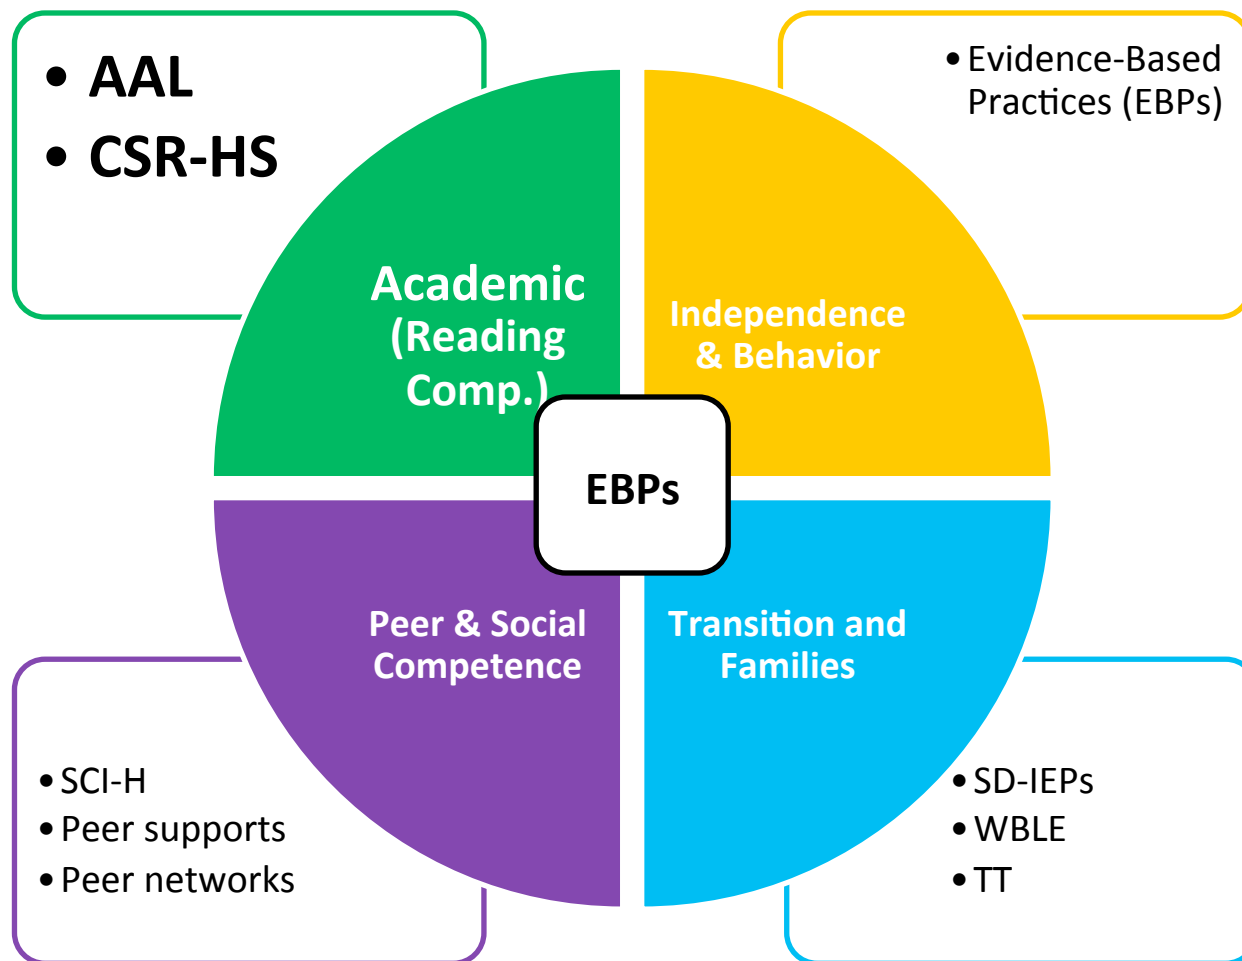 • AAL
• CSR-HS
• Evidence-Based
Practices (EBPs)
Academic
(Reading
Comp.)
Independence
& Behavior
EBPs
Peer & Social
Competence
Transition and
Families
• SCI-H
• Peer supports
• Peer networks
• SD-IEPs
• WBLE
• TT